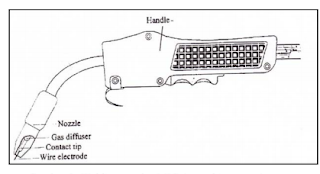 Handle-
Nozzle
Gas diffuser
Contact tip
Wire electrode